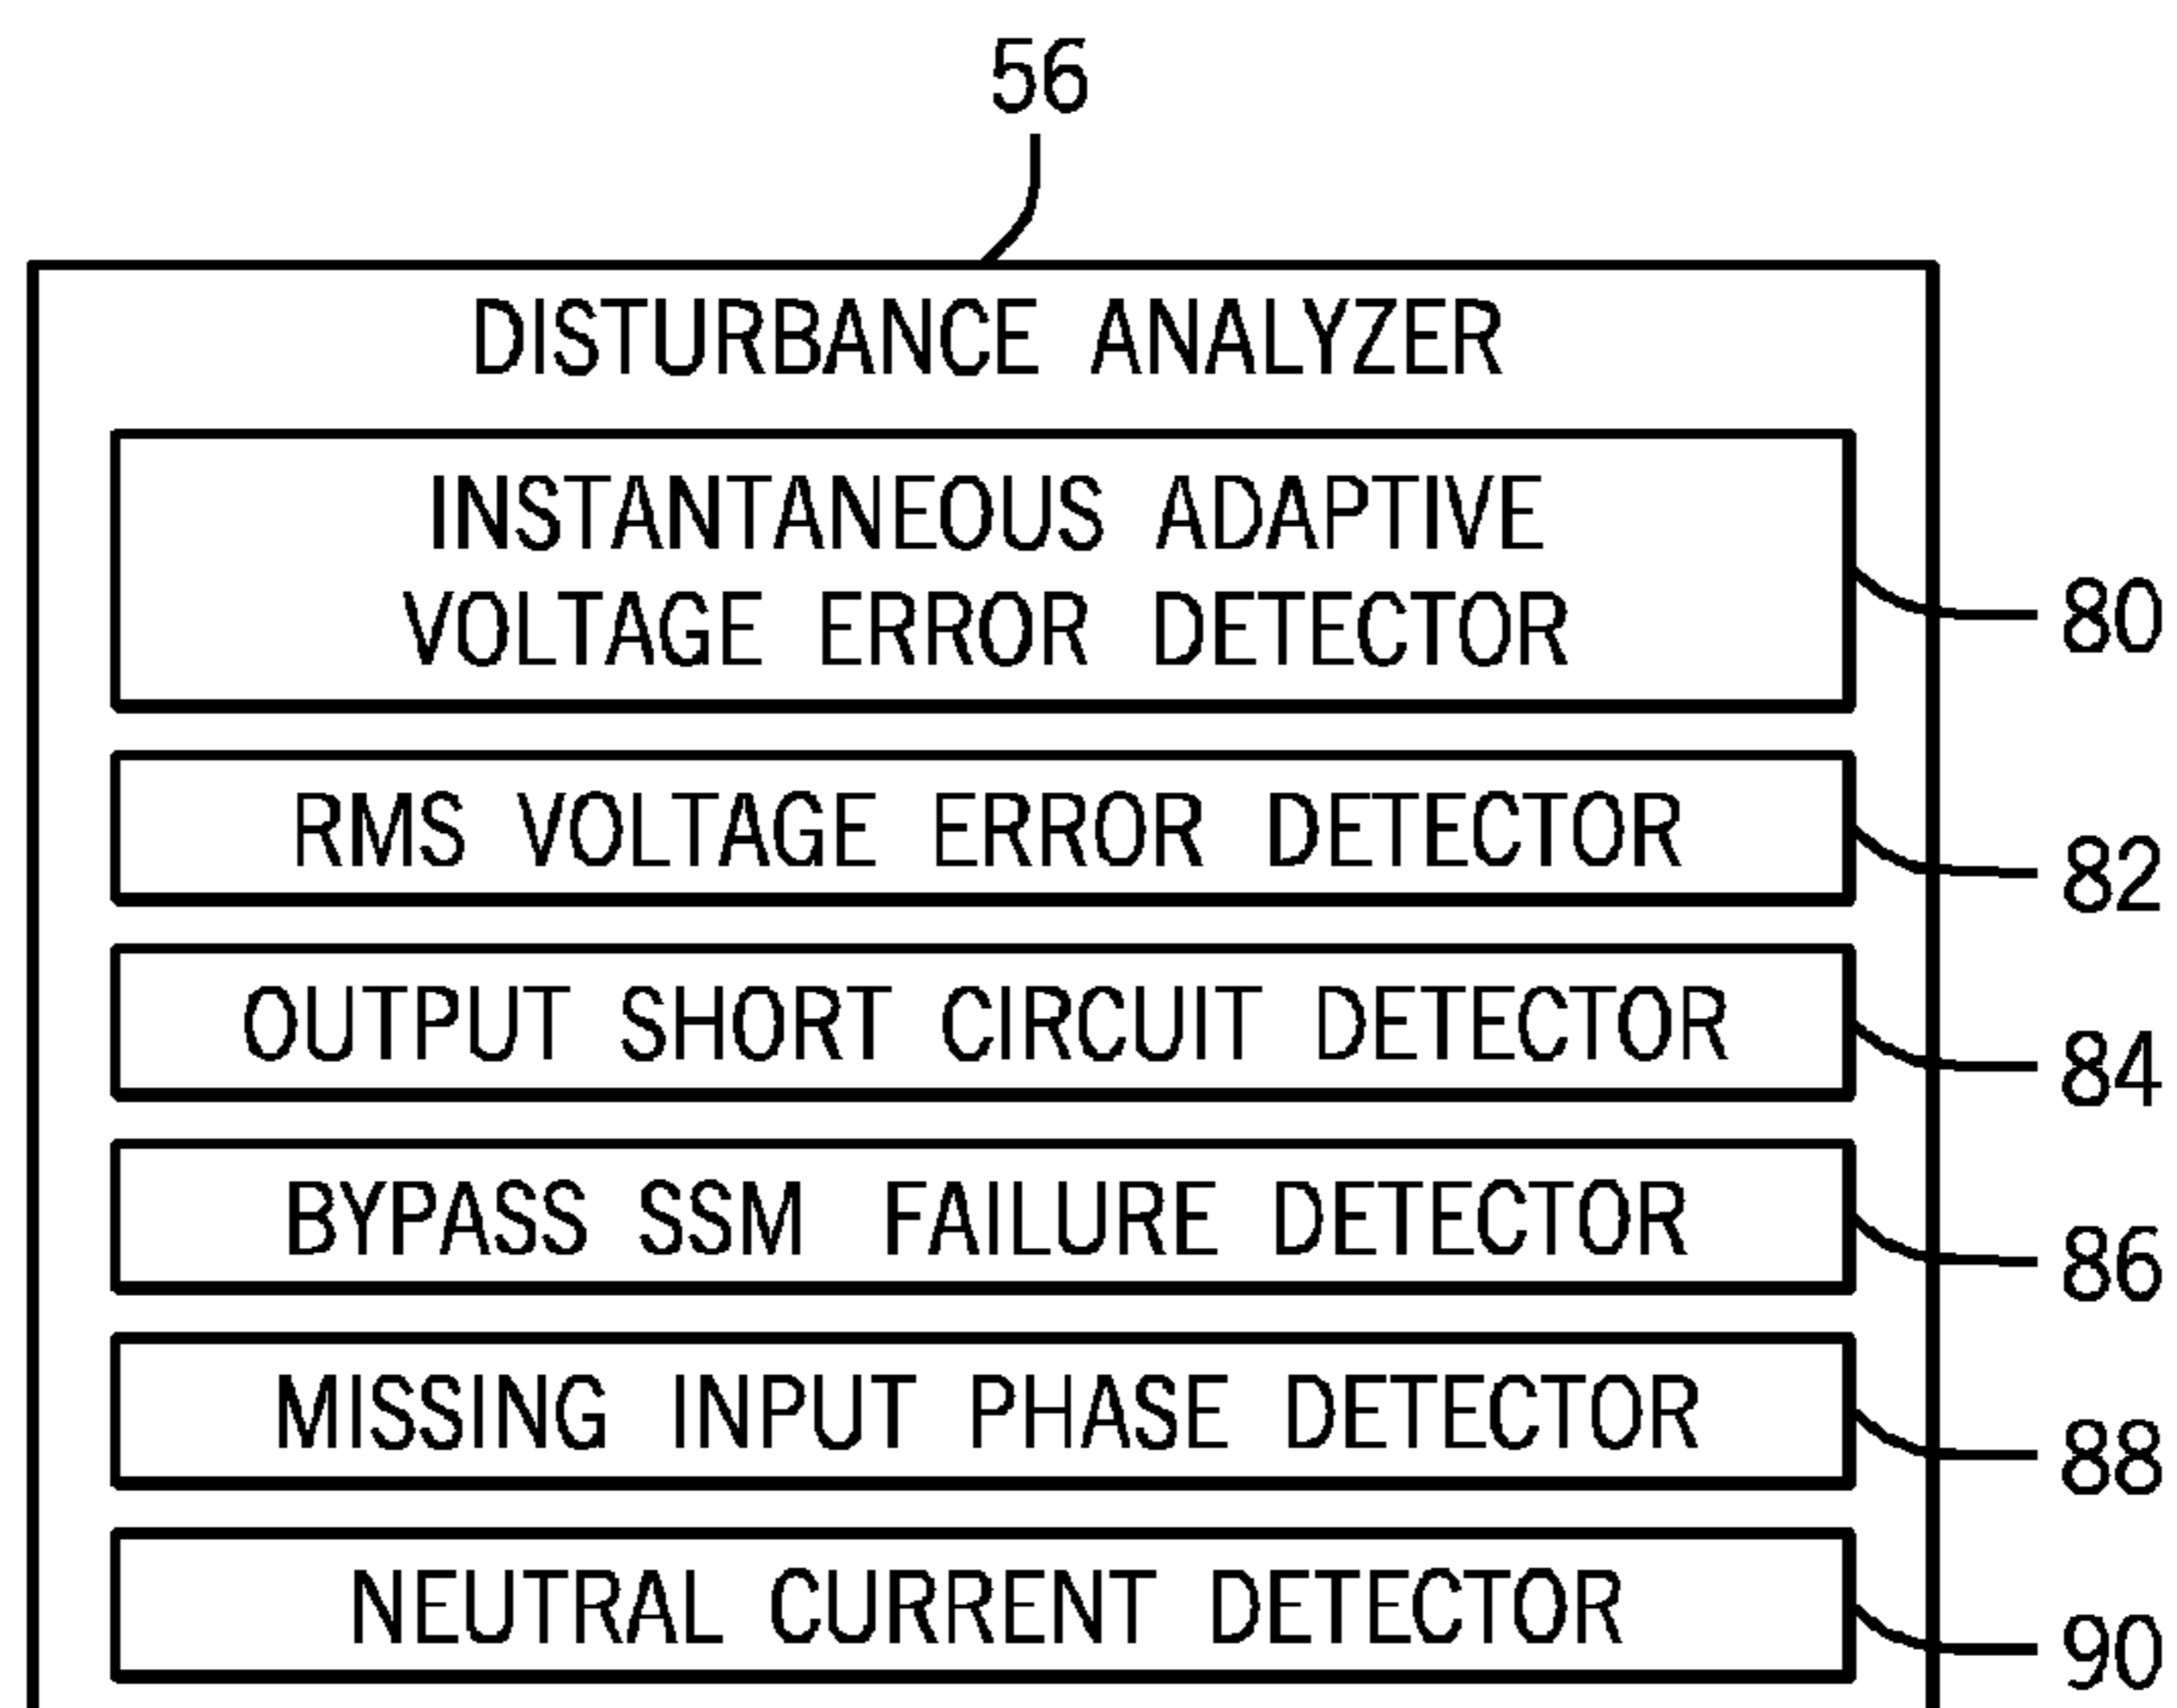 56
DISTURBANCE ANALYZER
INSTANTANEOUS ADAPTIVE
VOLTAGE ERROR DETECTOR
80
RMS VOLTAGE ERROR DETECTOR
82
OUTPUT SHORT CIRCUIT DETECTOR
84
BYPASS SSM FAILURE DETECTOR
86
MISSING INPUT PHASE DETECTOR
88
NEUTRAL CURRENT DETECTOR
90